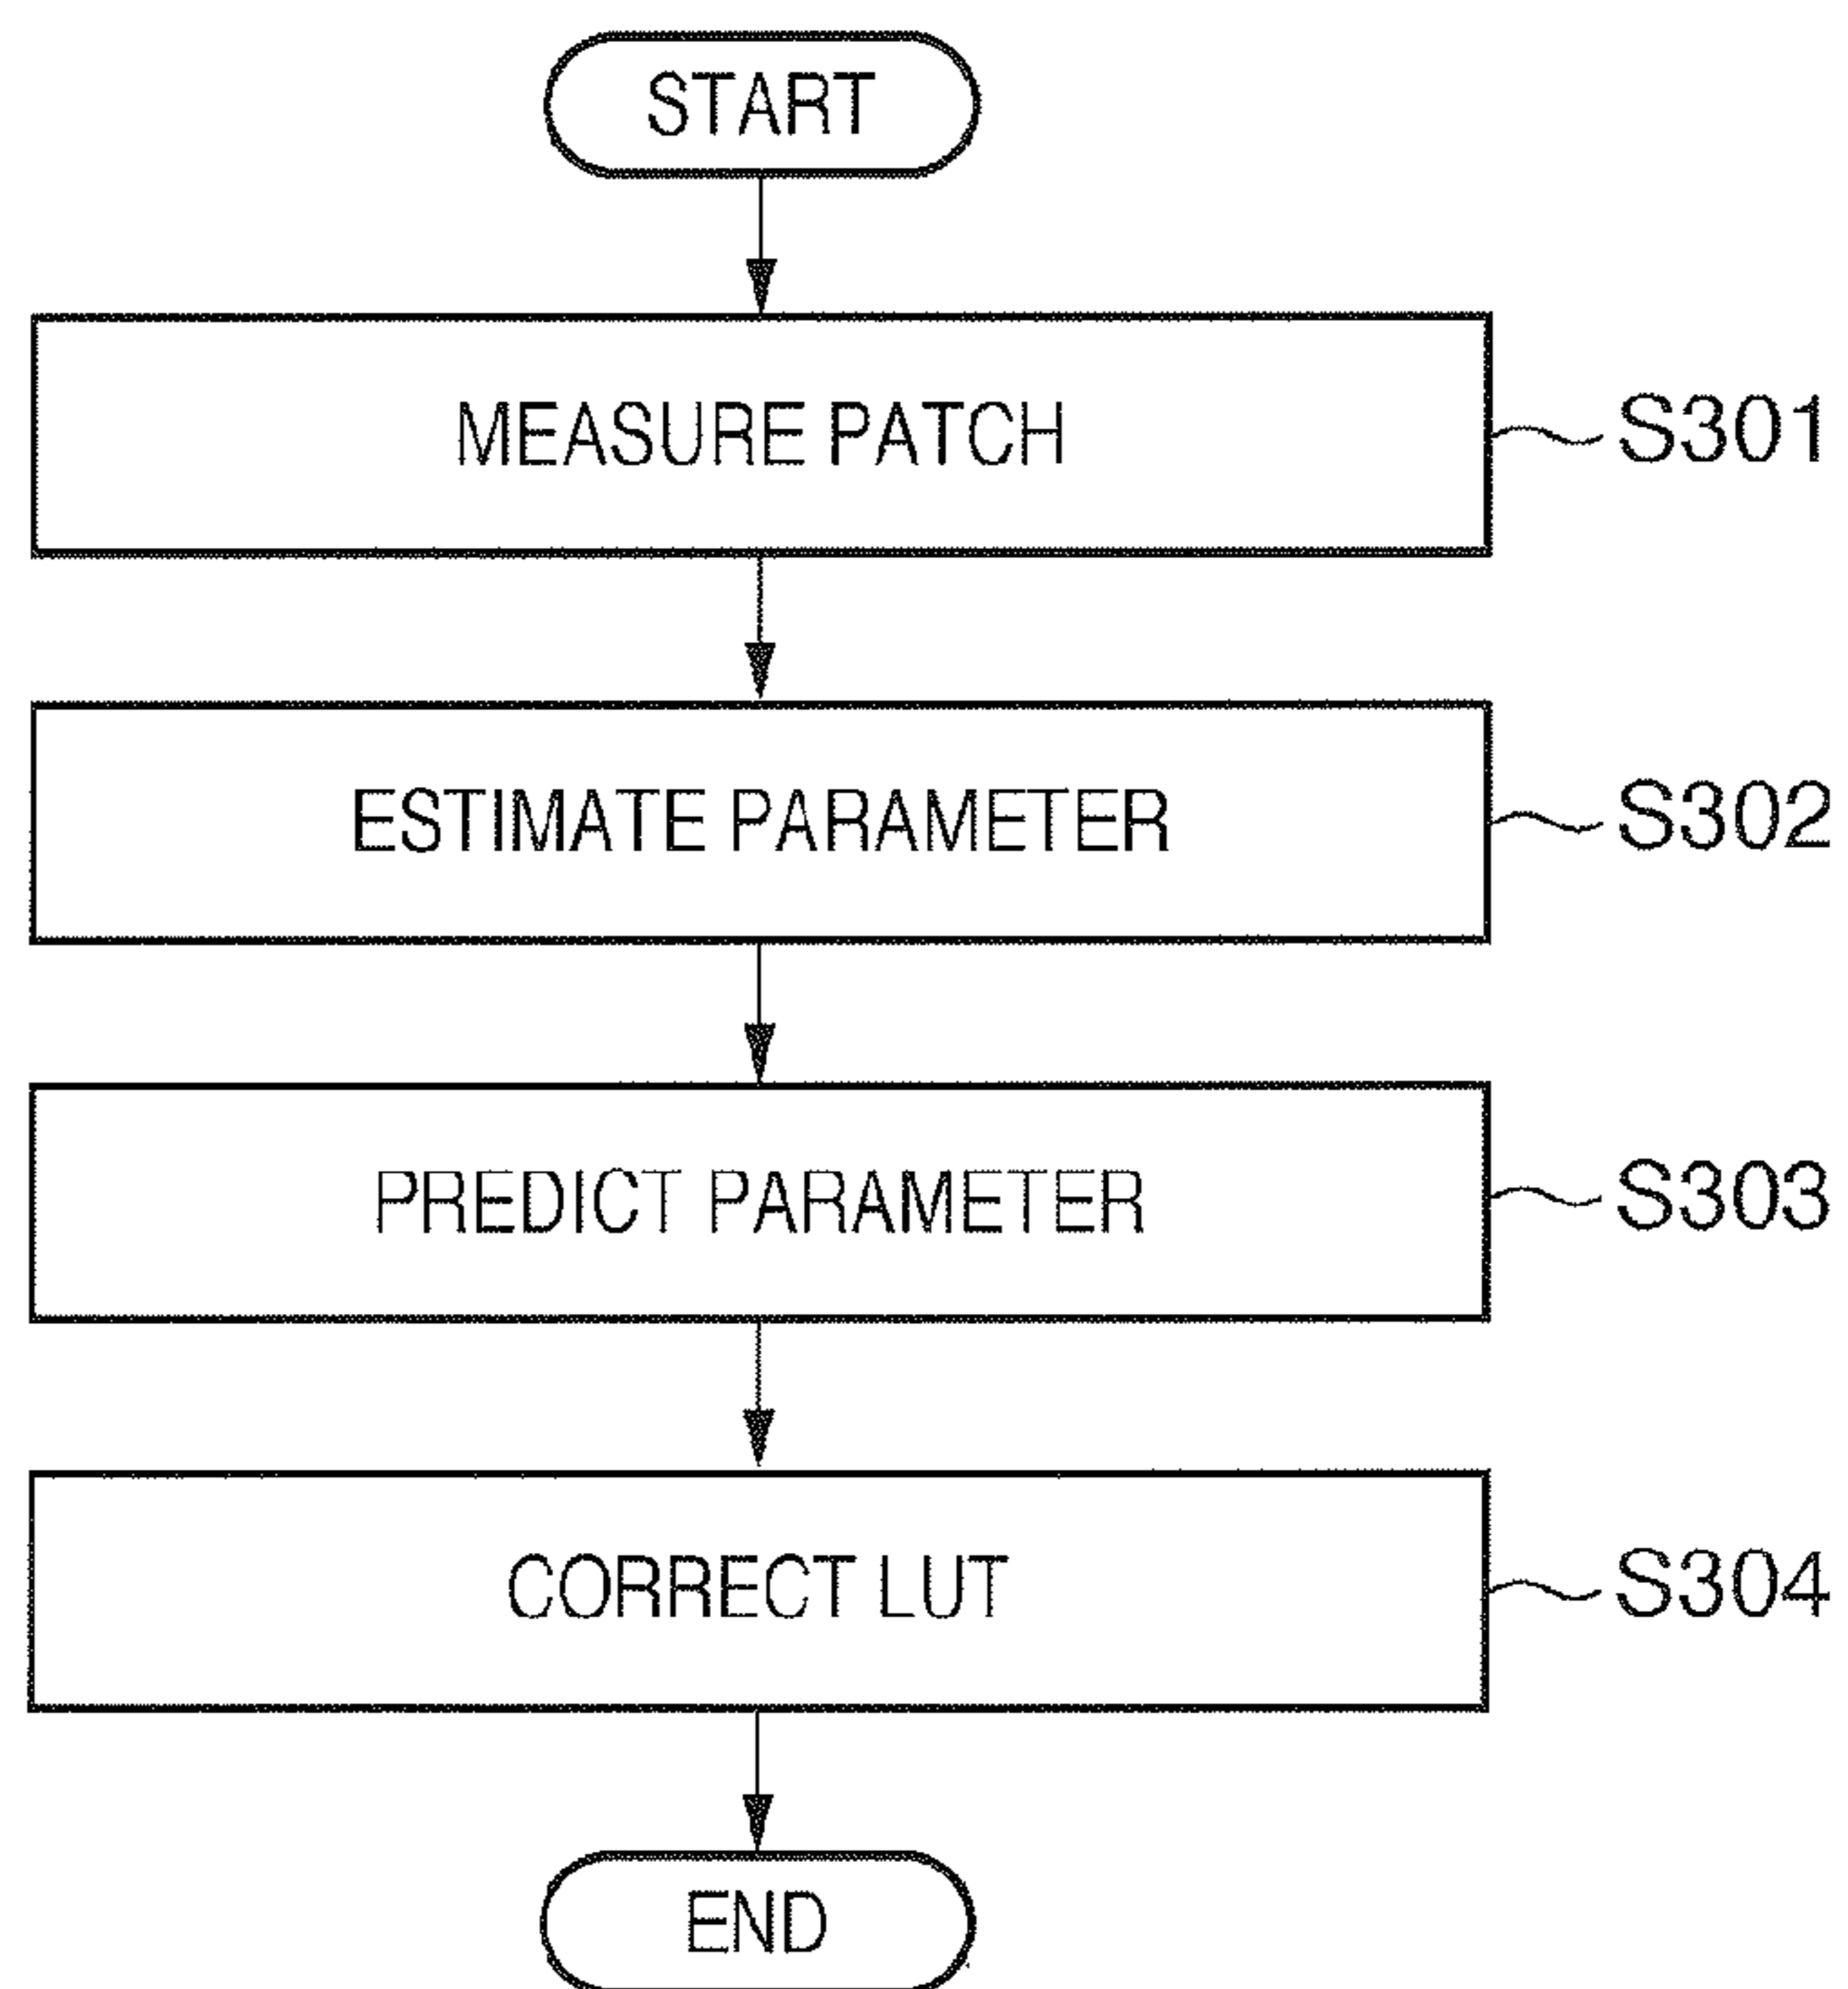 START
MEASURE PATCH
S301
ESTIMATE PARAMETER
S302
PREDICT PARAMETER
S303
CORRECT LUT
S304
END